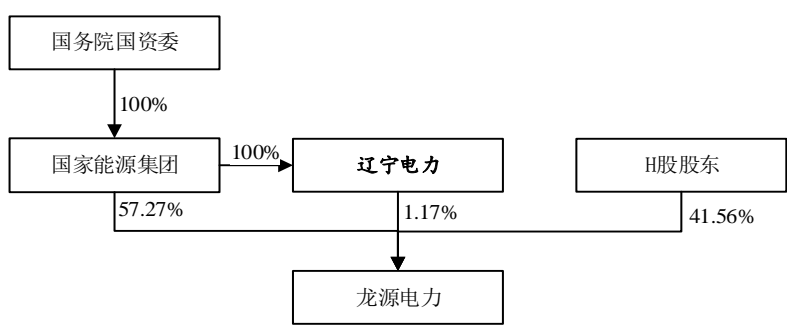 国务院国资委
100%
国家能源集团
100%
辽宁电力
H股股东
57.27%
1.17%
41.56%
龙源电力